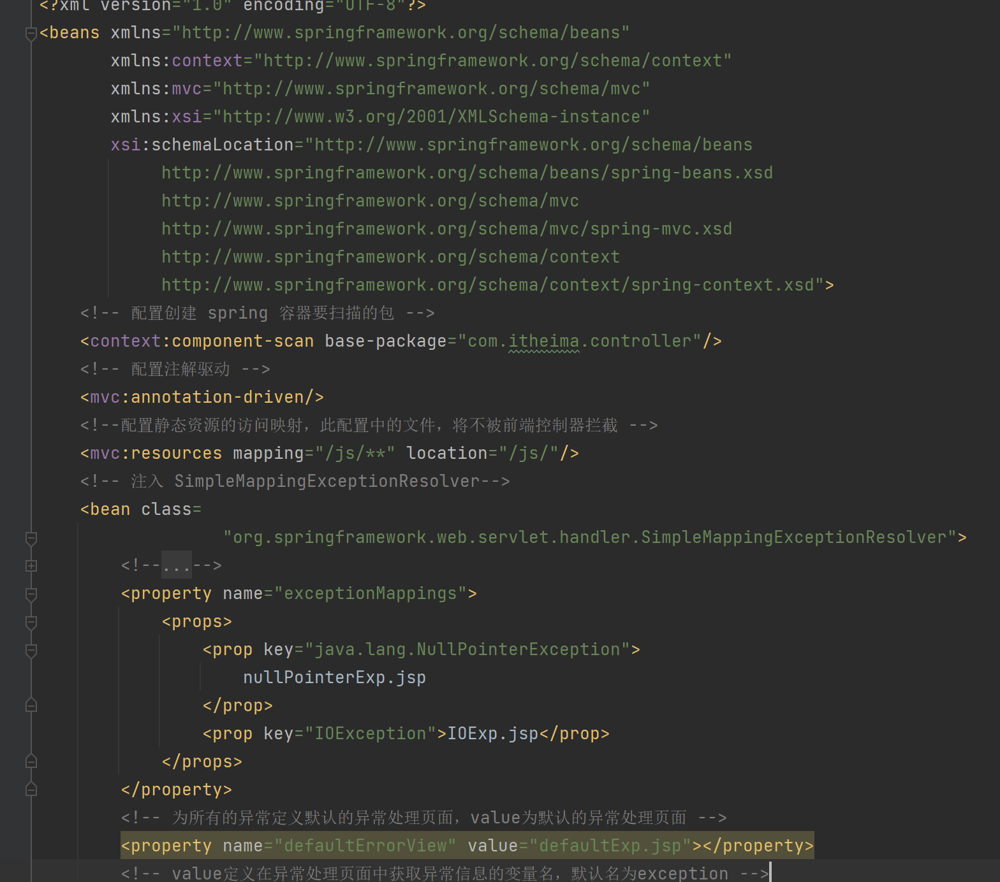 <?xml version="1.0" encoding="UTF-8"?>
<beans xmlns="http://www.springframework.org/schema/beans"
xmlns:context="http://www.springframework.org/schema/context"
xmlns:mvc="http://www.springframework.org/schema/mvc"
xmlns:xsi="http://www.w3.org/2001/XMLSchema-instance"
xsi:schemaLocation="http://www.springframework.org/schema/beans
http://www.springframework.org/schema/beans/spring-beans.xsd
http://www.springframework.org/schema/mvc
http://www.springframework.org/schema/mvc/spring-mvc.xsd
http://www.springframework.org/schema/context
http://www.springframework.org/schema/context/spring-context.xsd">
<!-- 配置创建 spring 容器要扫描的包 -->
<context:component-scan base-package="com.itheima.controller"/>
<!-- 配置注解驱动 -->
<mvc:annotation-driven/>
<!--配置静态资源的访问映射，此配置中的文件，将不被前端控制器拦截 -->
<mvc:resources mapping="/js/**" location="/js/"/>
<!-- 注入 SimpleMappingExceptionResolver-->
<bean class=
"org.springframework.web.servlet.handler.SimpleMappingExceptionResolver">
<!--...-->
<property name="exceptionMappings">
<props>
<prop key="java.lang.NullPointerException">
nullPointerExp.jsp
</prop>
<prop key="IOException">IOExp.jsp</prop>
</props>
</property>
<!-- 为所有的异常定义默认的异常处理页面，value为默认的异常处理页面 -->
<property name="defaultErrorView" value="defaultExp.jsp"></property>
<!-- value定义在异常处理页面中获取异常信息的变量名，默认名为exception -->